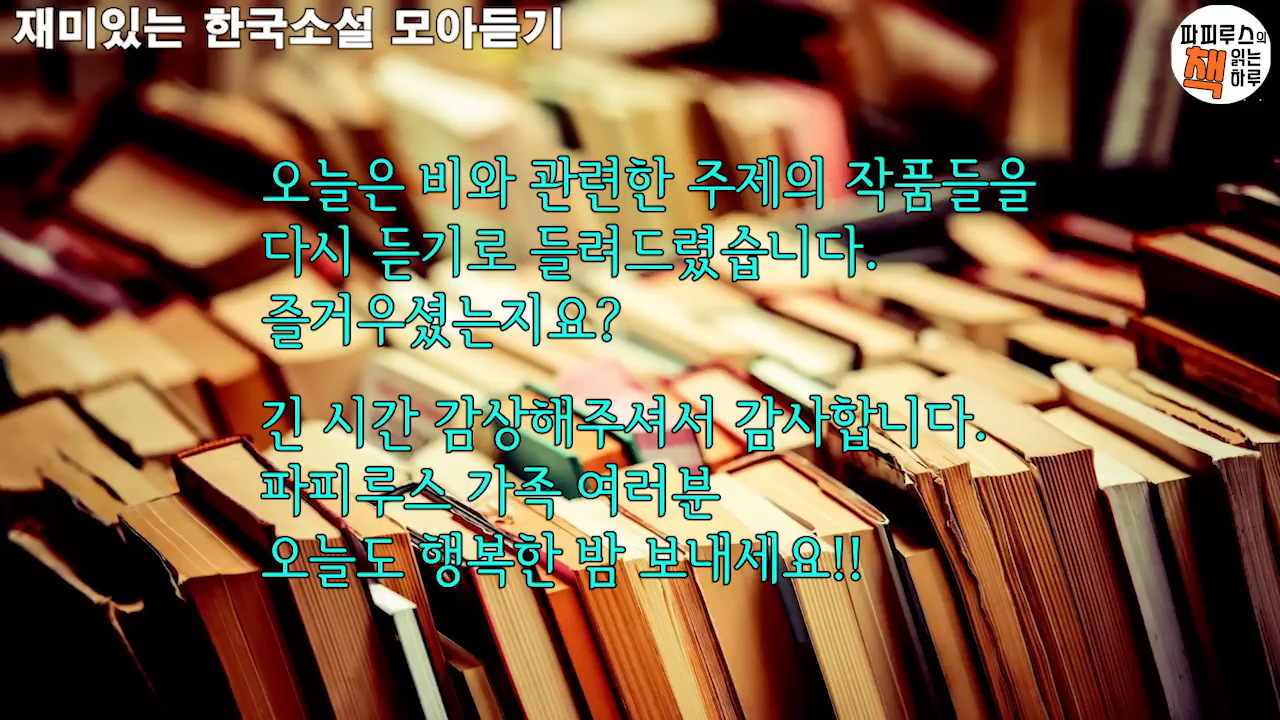 재미있는 한국소설 모아듣기
파피루스의
책 읽는
하루
오늘은 비와 관련한 주제의 작품들을
다시 듣기로 들려드렸습니다.
즐거우셨는지요?
긴 시간 감상해주셔서 감사합니다.
파피루스 가족 여러분
오늘도 행복한 밤 보내세요!!